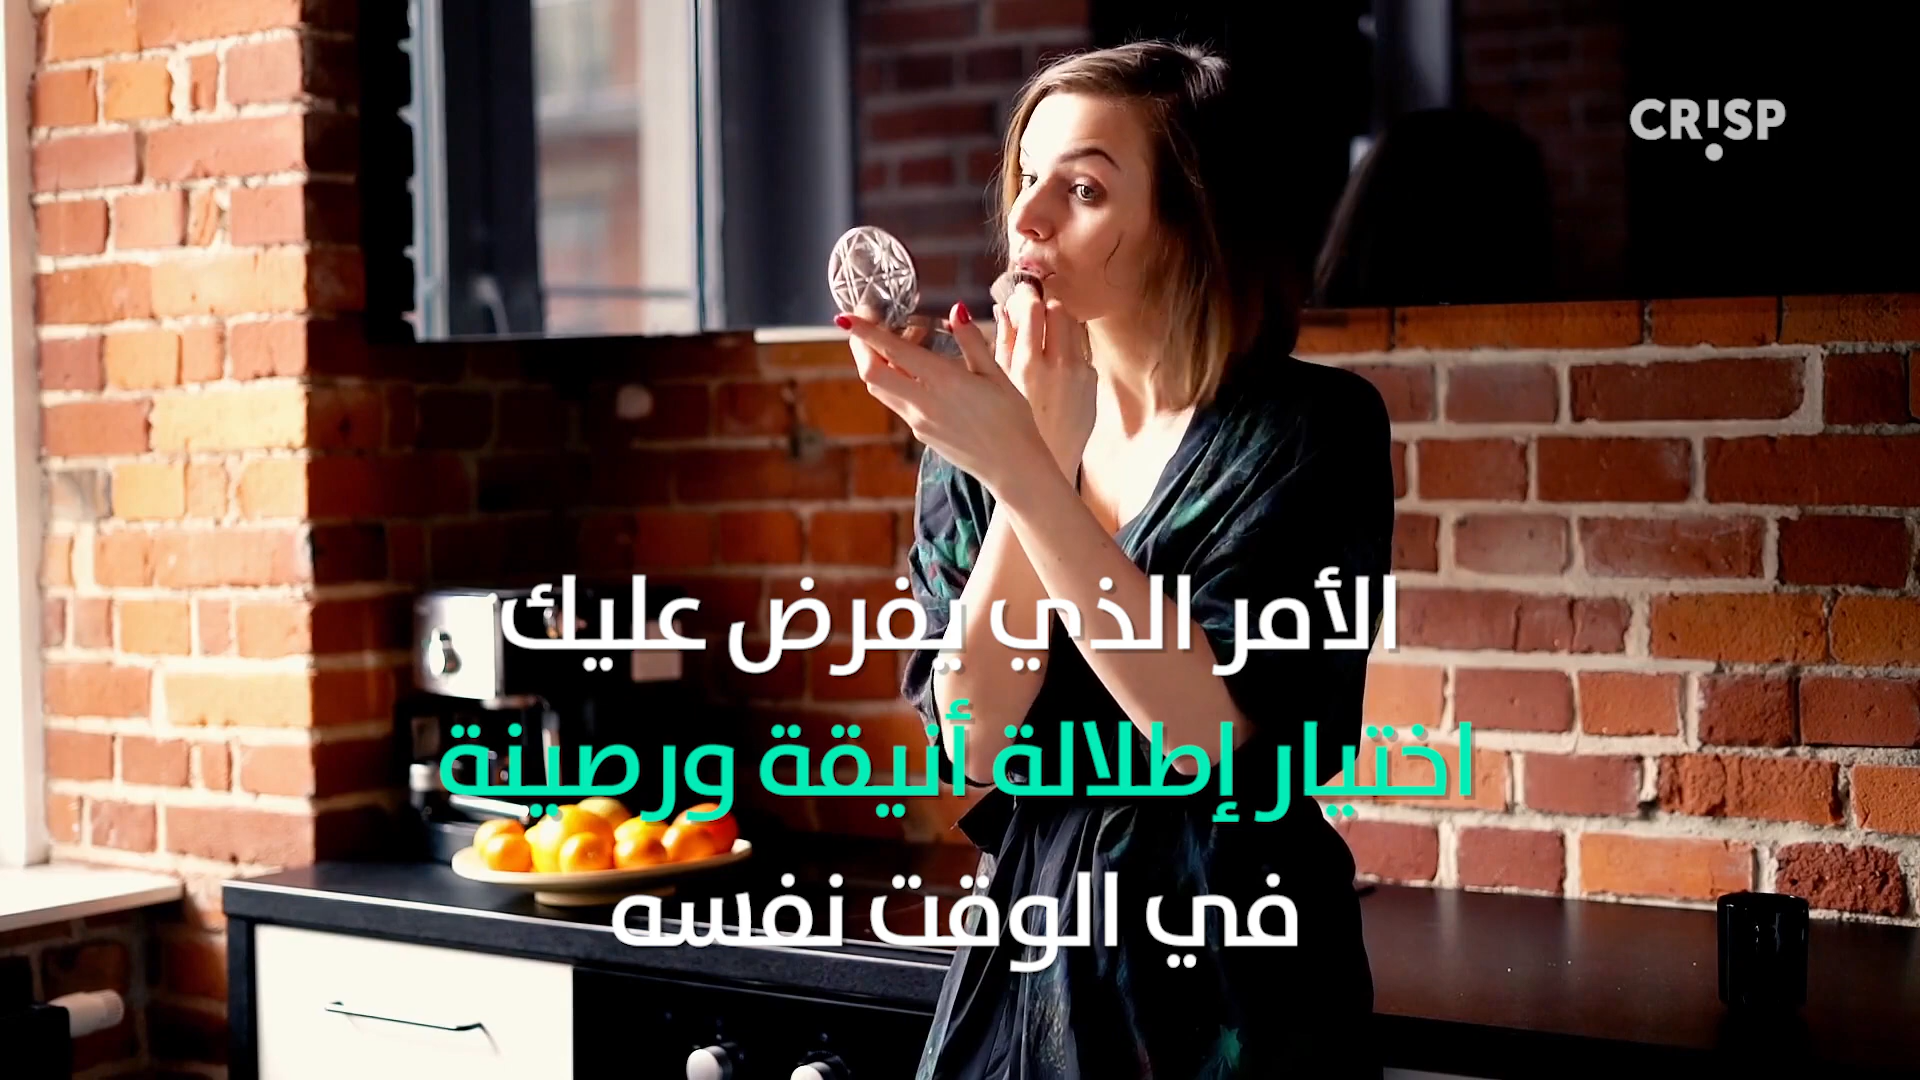 CRISP
الأمر الذي يفرض عليك
اختيار إطلالة أنيقة ورصينة
في الوقت نفسه